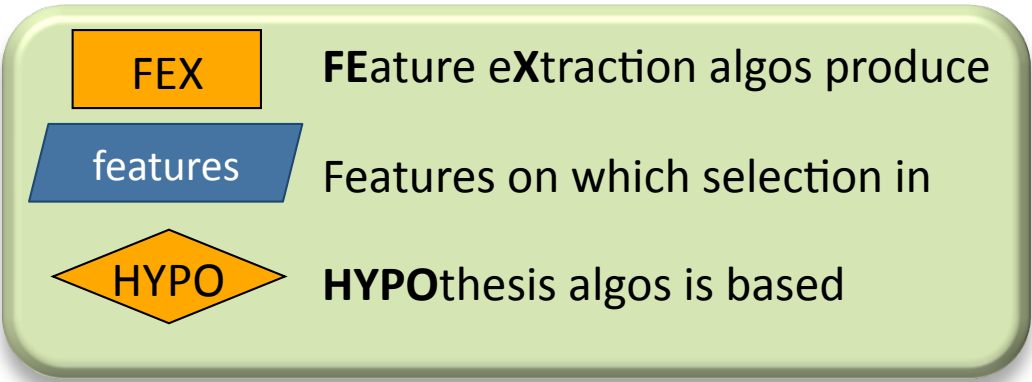 FEX FEature eXtraction algos produce
features Features on which selection in
HYPO HYPOthesis algos is based